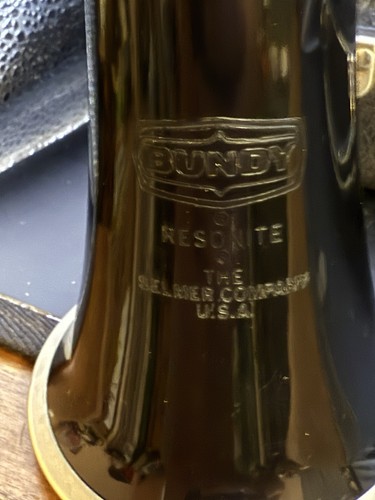 BUNDY
RESONITE
THE
SELMER COMPANY
U.S.A.